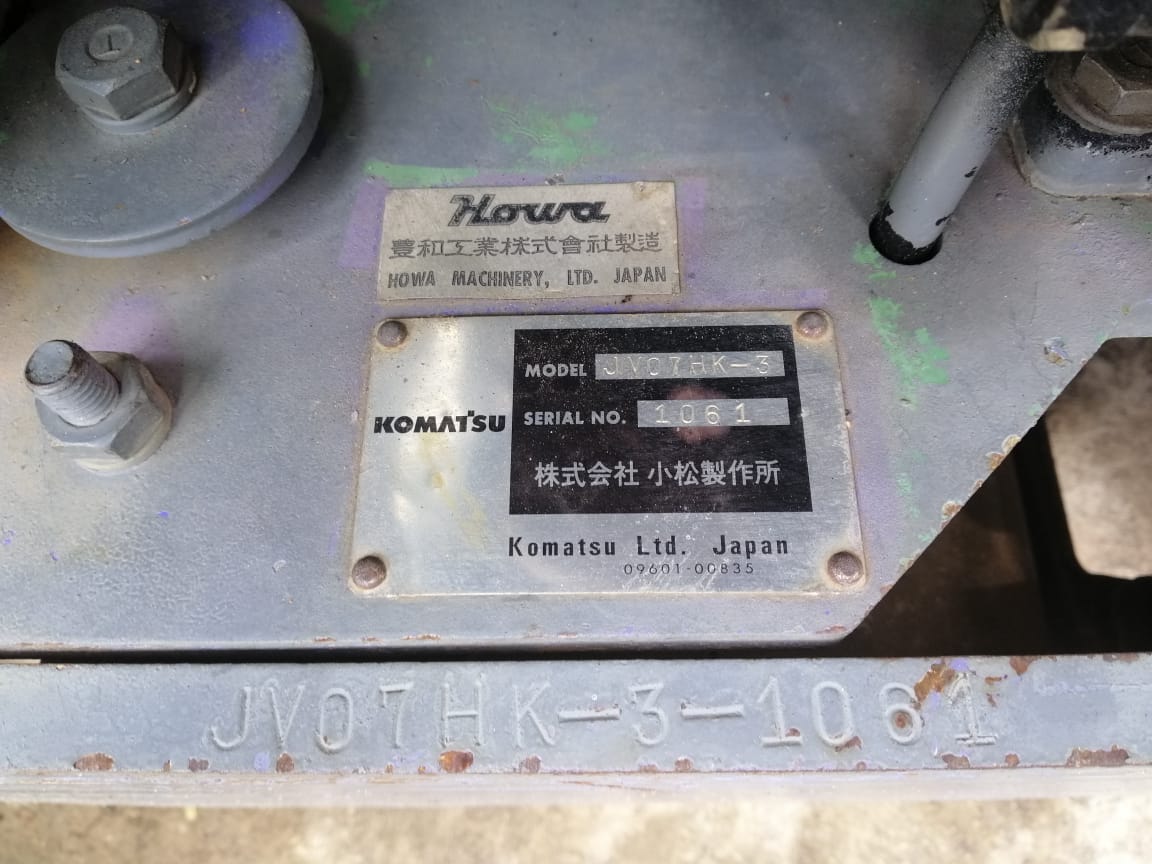 Howa
豐和工業株式會社製造
HOWA MACHINERY, LTD. JAPAN
MODEL JV07HK-3
KOMATSU
SERIAL NO. 1061
株式会社 小松製作所
Komatsu Ltd. Japan
09601-00835
JV07HK-3-1061